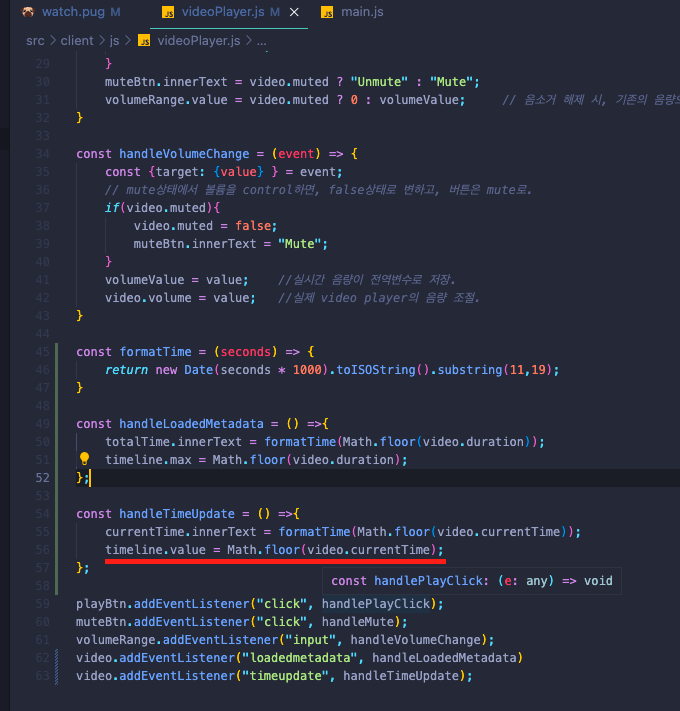 watch.pug M
videoPlayer.js M
main.js
src > client > js > videoPlayer.js > ...
29 }
30 muteBtn.innerText = video.muted ? "Unmute" : "Mute";
31 volumeRange.value = video.muted ? 0 : volumeValue; // 음소거 해제 시, 기존의 음량으
32 }
33
34 const handleVolumeChange = (event) => {
35 const {target: {value} } = event;
36 // mute상태에서 볼륨을 control하면, false상태로 변하고, 버튼은 mute로.
37 if(video.muted){
38 video.muted = false;
39 muteBtn.innerText = "Mute";
40 }
41 volumeValue = value; //실시간 음량이 전역변수로 저장.
42 video.volume = value; //실제 video player의 음량 조절.
43 }
44
45 const formatTime = (seconds) => {
46 return new Date(seconds * 1000).toISOString().substring(11,19);
47 }
48
49 const handleLoadedMetadata = () =>{
50 totalTime.innerText = formatTime(Math.floor(video.duration));
51 timeline.max = Math.floor(video.duration);
52 };
53
54 const handleTimeUpdate = () =>{
55 currentTime.innerText = formatTime(Math.floor(video.currentTime));
56 timeline.value = Math.floor(video.currentTime);
57 };
58 const handlePlayClick: (e: any) => void
59 playBtn.addEventListener("click", handlePlayClick);
60 muteBtn.addEventListener("click", handleMute);
61 volumeRange.addEventListener("input", handleVolumeChange);
62 video.addEventListener("loadedmetadata", handleLoadedMetadata)
63 video.addEventListener("timeupdate", handleTimeUpdate);